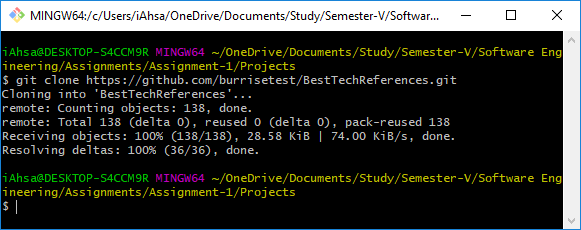 MINGW64:/c/Users/iAhsa/OneDrive/Documents/Study/Semester-V/Softwar...
iAhsa@DESKTOP-S4CCM9R MINGW64 ~/OneDrive/Documents/Study/Semester-V/Software Eng
ineering/Assignments/Assignment-1/Projects
$ git clone https://github.com/burrisetest/BestTechReferences.git
Cloning into 'BestTechReferences'...
remote: Counting objects: 138, done.
remote: Total 138 (delta 0), reused 0 (delta 0), pack-reused 138
Receiving objects: 100% (138/138), 28.58 KiB | 74.00 KiB/s, done.
Resolving deltas: 100% (36/36), done.
iAhsa@DESKTOP-S4CCM9R MINGW64 ~/OneDrive/Documents/Study/Semester-V/Software Eng
ineering/Assignments/Assignment-1/Projects
$